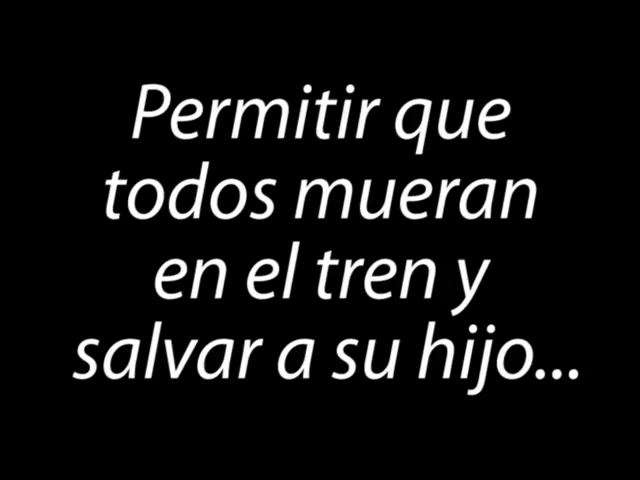 Permitir que
todos mueran
en el tren y
salvar a su hijo...